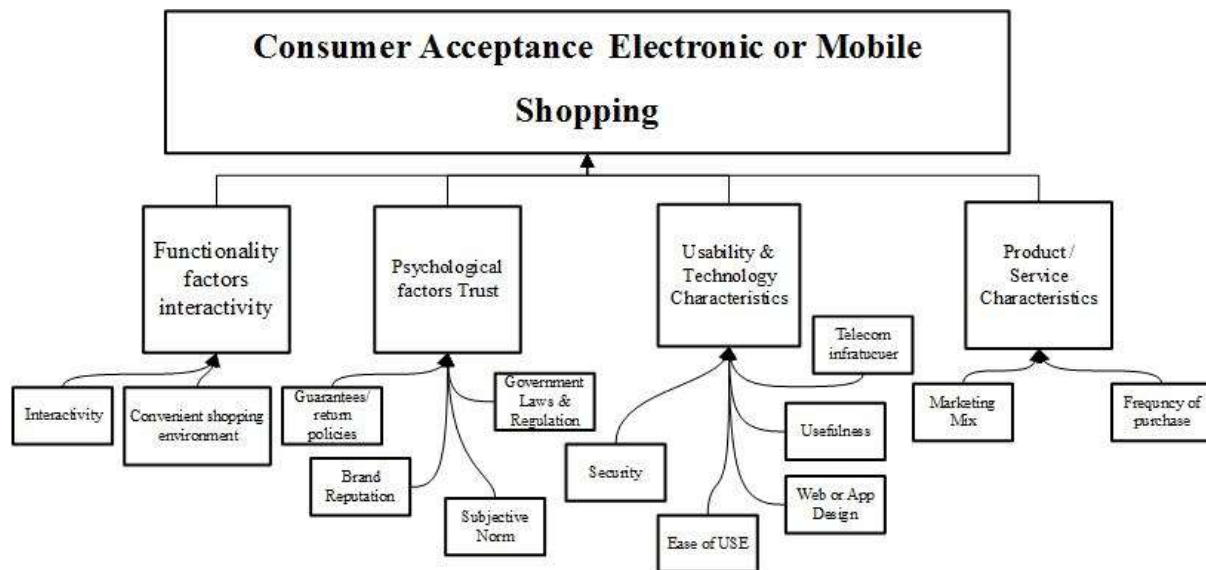 Consumer Acceptance Electronic or Mobile
Shopping
Functionality
factors
interactivity
Psychological
factors Trust
Usability &
Technology
Characteristics
Product /
Service
Characteristics
Interactivity
Convenient shopping
environment
Guarantees/
return
policies
Government
Laws &
Regulation
Brand
Reputation
Subjective
Norm
Telecom
infratucuer
Security
Usefulness
Web or App
Design
Ease of USE
Marketing
Mix
Frequncy of
purchase